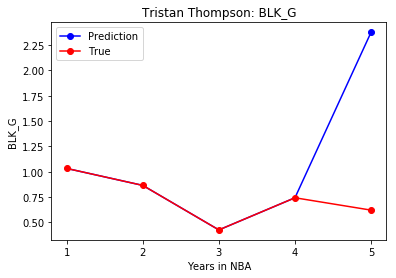 Tristan Thompson: BLK_G
Prediction
True
2.25
2.00
1.75
1.50
1.25
1.00
0.75
0.50
BLK_G
1 2 3 4 5
Years in NBA